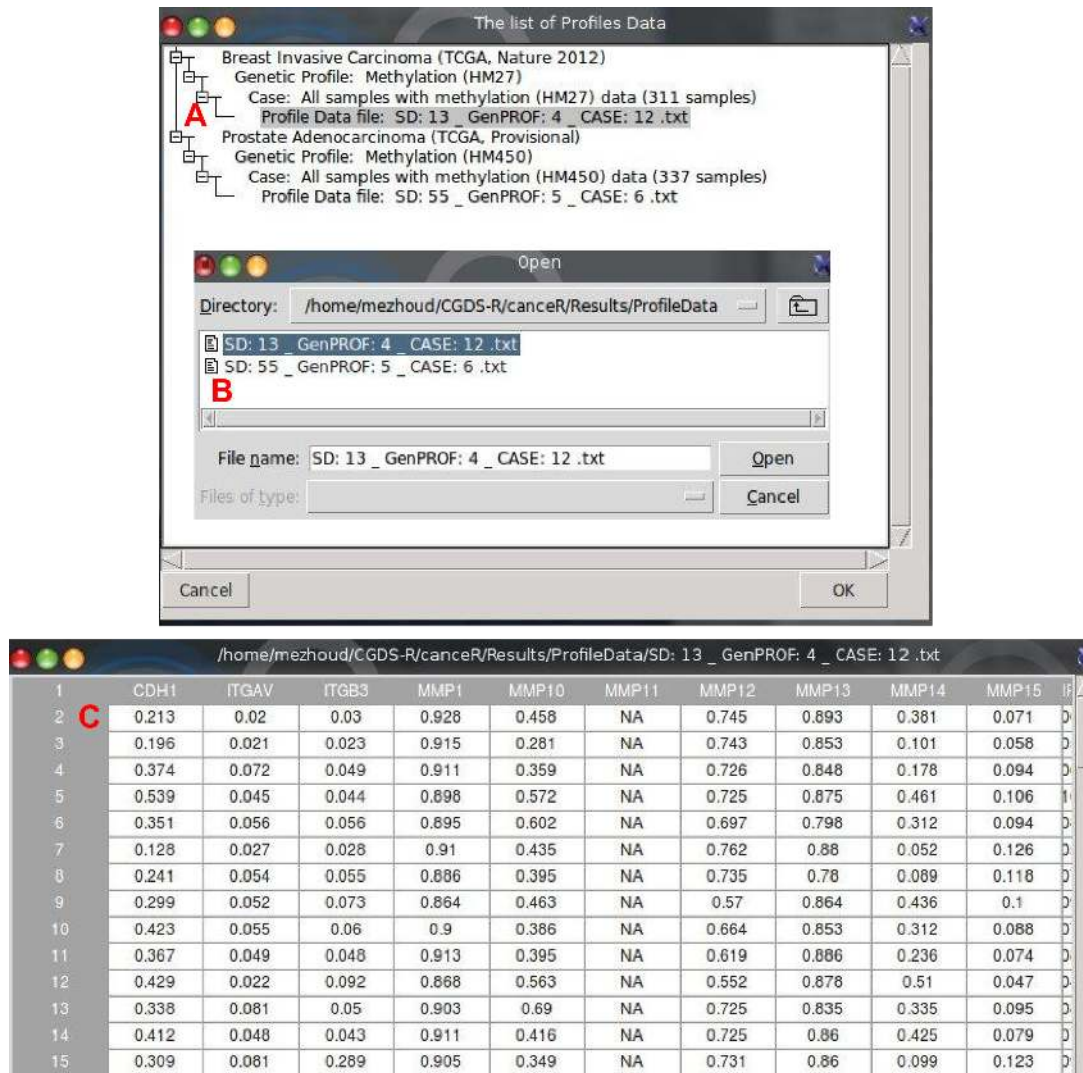 The list of Profiles Data
Breast Invasive Carcinoma (TCGA, Nature 2012)
Genetic Profile: Methylation (HM27)
Case: All samples with methylation (HM27) data (311 samples)
A
Profile Data file: SD: 13 _ GenPROF: 4 _ CASE: 12 .txt
Prostate Adenocarcinoma (TCGA, Provisional)
Genetic Profile: Methylation (HM450)
Case: All samples with methylation (HM450) data (337 samples)
Profile Data file: SD: 55 _ GenPROF: 5 _ CASE: 6 .txt
Open
Directory: /home/mezhoud/CGDS-R/canceR/Results/ProfileData
SD: 13 _ GenPROF: 4 _ CASE: 12 .txt
SD: 55 _ GenPROF: 5 _ CASE: 6 .txt
B
File name: SD: 13 _ GenPROF: 4 _ CASE: 12 .txt Open
Files of type: Cancel
Cancel OK
/home/mezhoud/CGDS-R/canceR/Results/ProfileData/SD: 13 _ GenPROF: 4 _ CASE: 12 .txt
1 CDH1 ITGAV ITGB3 MMP1 MMP10 MMP11 MMP12 MMP13 MMP14 MMP15
2 C 0.213 0.02 0.03 0.928 0.458 NA 0.745 0.893 0.381 0.071
3 0.196 0.021 0.023 0.915 0.281 NA 0.743 0.853 0.101 0.058
4 0.374 0.072 0.049 0.911 0.359 NA 0.726 0.848 0.178 0.094
5 0.539 0.045 0.044 0.898 0.572 NA 0.725 0.875 0.461 0.106
6 0.351 0.056 0.056 0.895 0.602 NA 0.697 0.798 0.312 0.094
7 0.128 0.027 0.028 0.91 0.435 NA 0.762 0.88 0.052 0.126
8 0.241 0.054 0.055 0.886 0.395 NA 0.735 0.78 0.089 0.118
9 0.299 0.052 0.073 0.864 0.463 NA 0.57 0.864 0.436 0.1
10 0.423 0.055 0.06 0.9 0.386 NA 0.664 0.853 0.312 0.088
11 0.367 0.049 0.048 0.913 0.395 NA 0.619 0.886 0.236 0.074
12 0.429 0.022 0.092 0.868 0.563 NA 0.552 0.878 0.51 0.047
13 0.338 0.081 0.05 0.903 0.69 NA 0.725 0.835 0.335 0.095
14 0.412 0.048 0.043 0.911 0.416 NA 0.725 0.86 0.425 0.079
15 0.309 0.081 0.289 0.905 0.349 NA 0.731 0.86 0.099 0.123